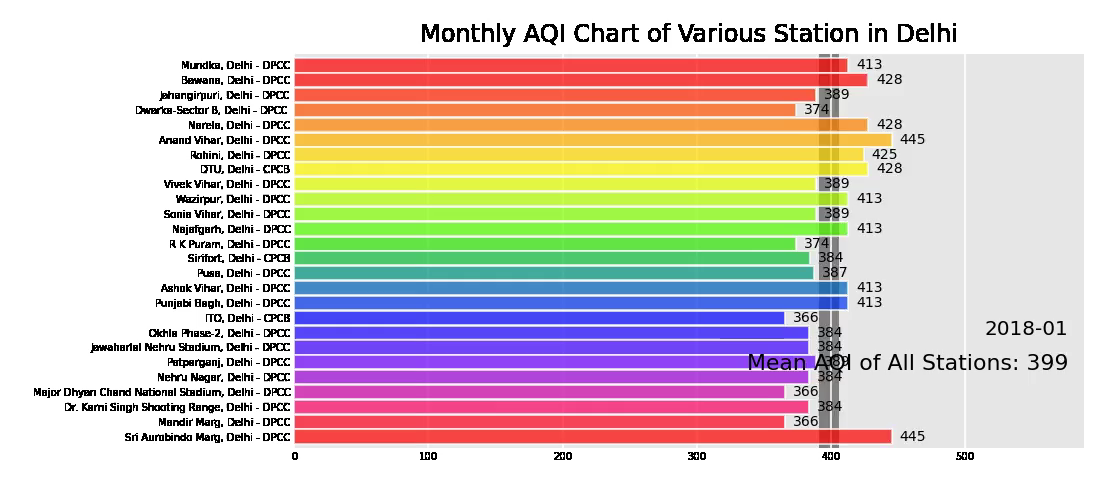 Monthly AQI Chart of Various Station in Delhi
Mundka, Delhi - DPCC 413
Bawana, Delhi - DPCC 428
Jahangirpuri, Delhi - DPCC 389
Dwarka-Sector 8, Delhi - DPCC 374
Narela, Delhi - DPCC 428
Anand Vihar, Delhi - DPCC 445
Rohini, Delhi - DPCC 425
DTU, Delhi - CPCB 428
Vivek Vihar, Delhi - DPCC 389
Wazirpur, Delhi - DPCC 413
Sonia Vihar, Delhi - DPCC 389
Najafgarh, Delhi - DPCC 413
R K Puram, Delhi - DPCC 374
Sirifort, Delhi - CPCB 384
Pusa, Delhi - DPCC 387
Ashok Vihar, Delhi - DPCC 413
Punjabi Bagh, Delhi - DPCC 413
ITO, Delhi - CPCB 366
Okhla Phase-2, Delhi - DPCC 384
2018-01
Jawaharlal Nehru Stadium, Delhi - DPCC 384
Patparganj, Delhi - DPCC 389
Mean AQI of All Stations: 399
Nehru Nagar, Delhi - DPCC 384
Major Dhyan Chand National Stadium, Delhi - DPCC 366
Dr. Karni Singh Shooting Range, Delhi - DPCC 384
Mandir Marg, Delhi - DPCC 366
Sri Aurobindo Marg, Delhi - DPCC 445
0 100 200 300 400 500